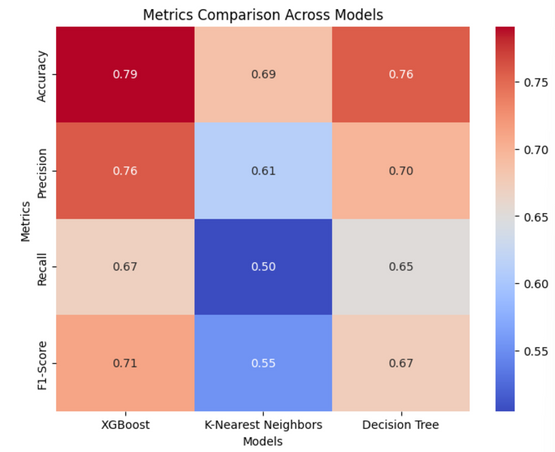 Metrics Comparison Across Models
Metrics
Accuracy 0.79 0.69 0.76
Precision 0.76 0.61 0.70
Recall 0.67 0.50 0.65
F1-Score 0.71 0.55 0.67
XGBoost K-Nearest Neighbors Decision Tree
Models
0.75
0.70
0.65
0.60
0.55